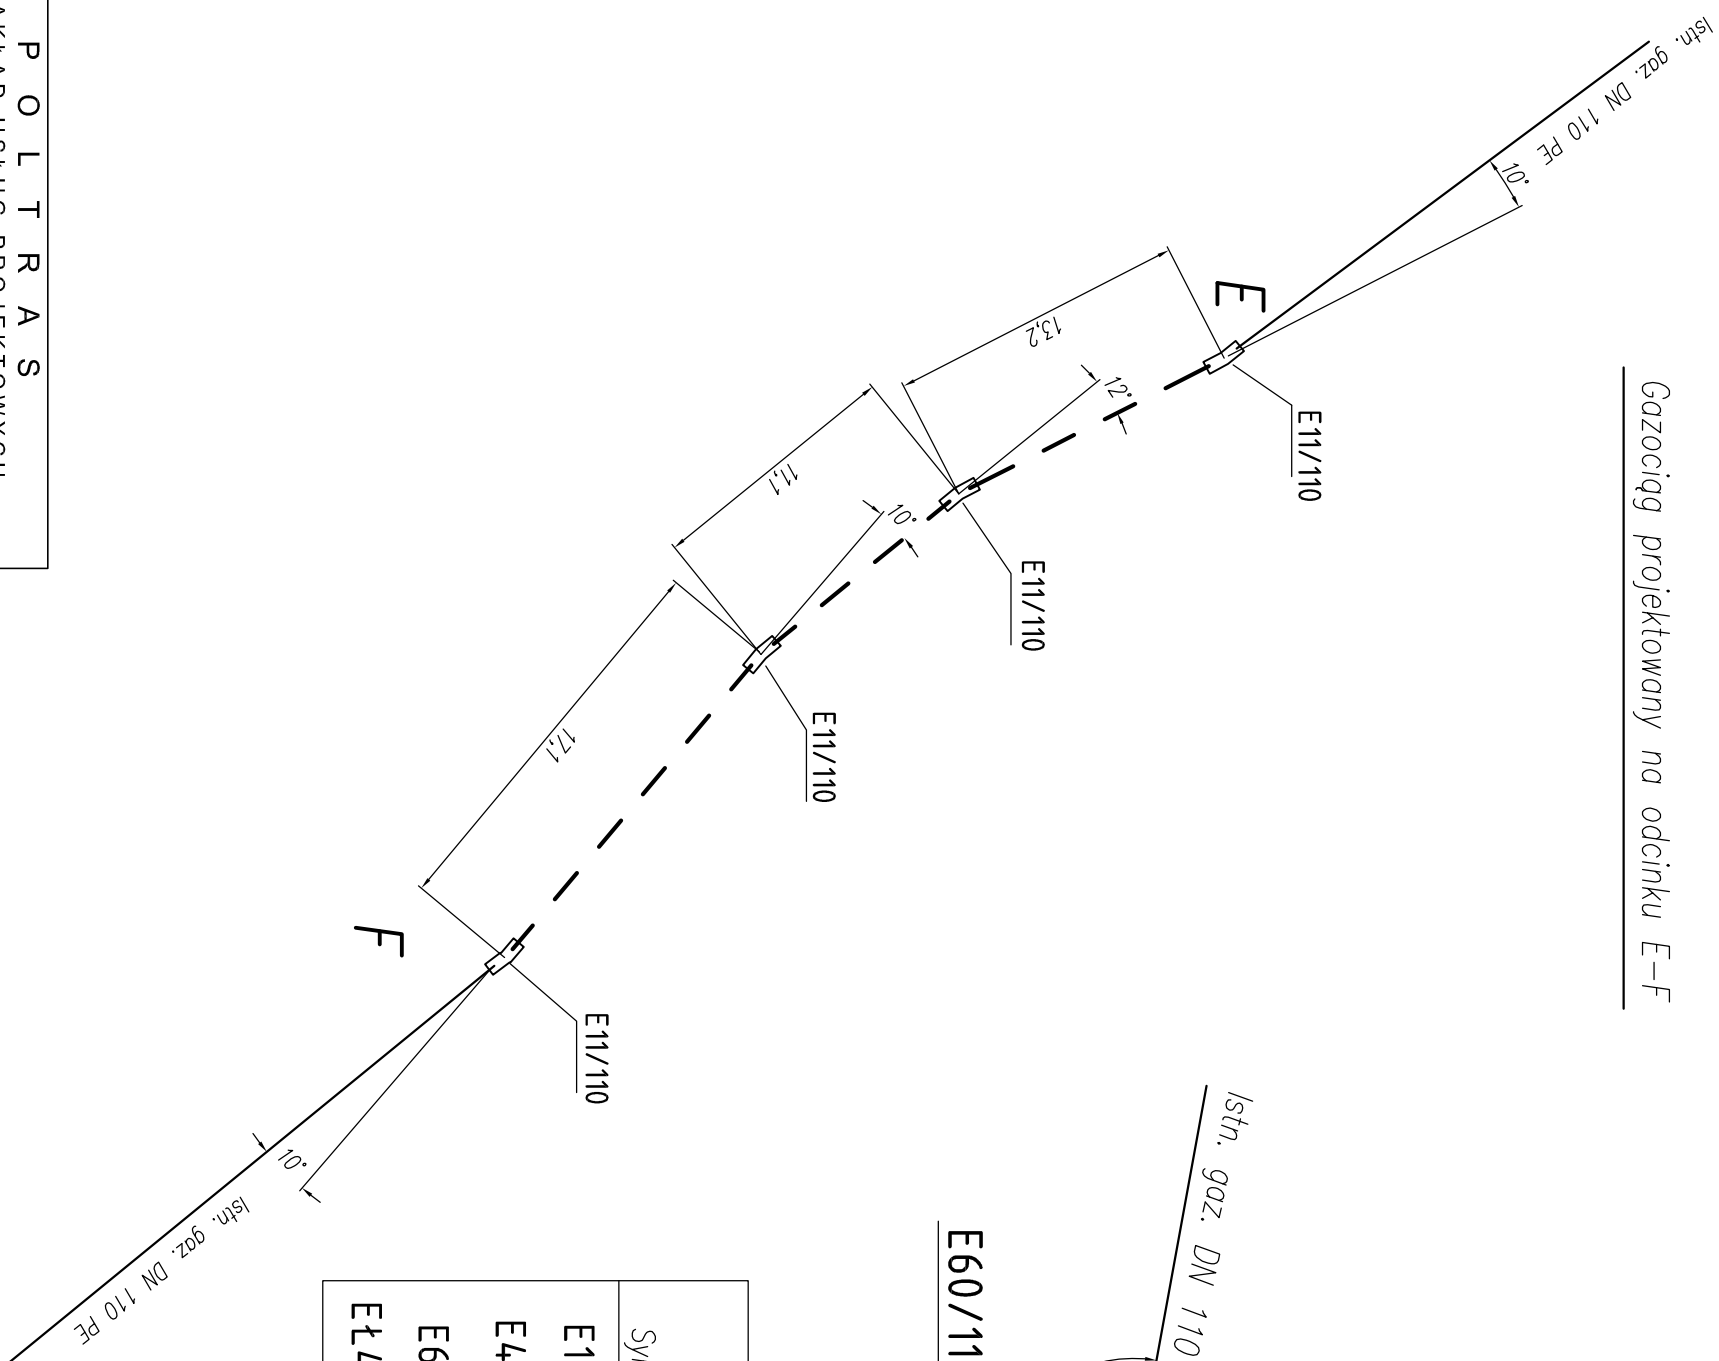 Gazociąg projektowany na odcinku E-F
Istn. gaz. DN 110 PE
10°
E
E11/110
13,2
12°
E11/110
11,1
10°
E11/110
17,1
F
E11/110
10°
Istn. gaz. DN 110 PE
Istn. gaz. DN 110
E60/11
POLTRAS